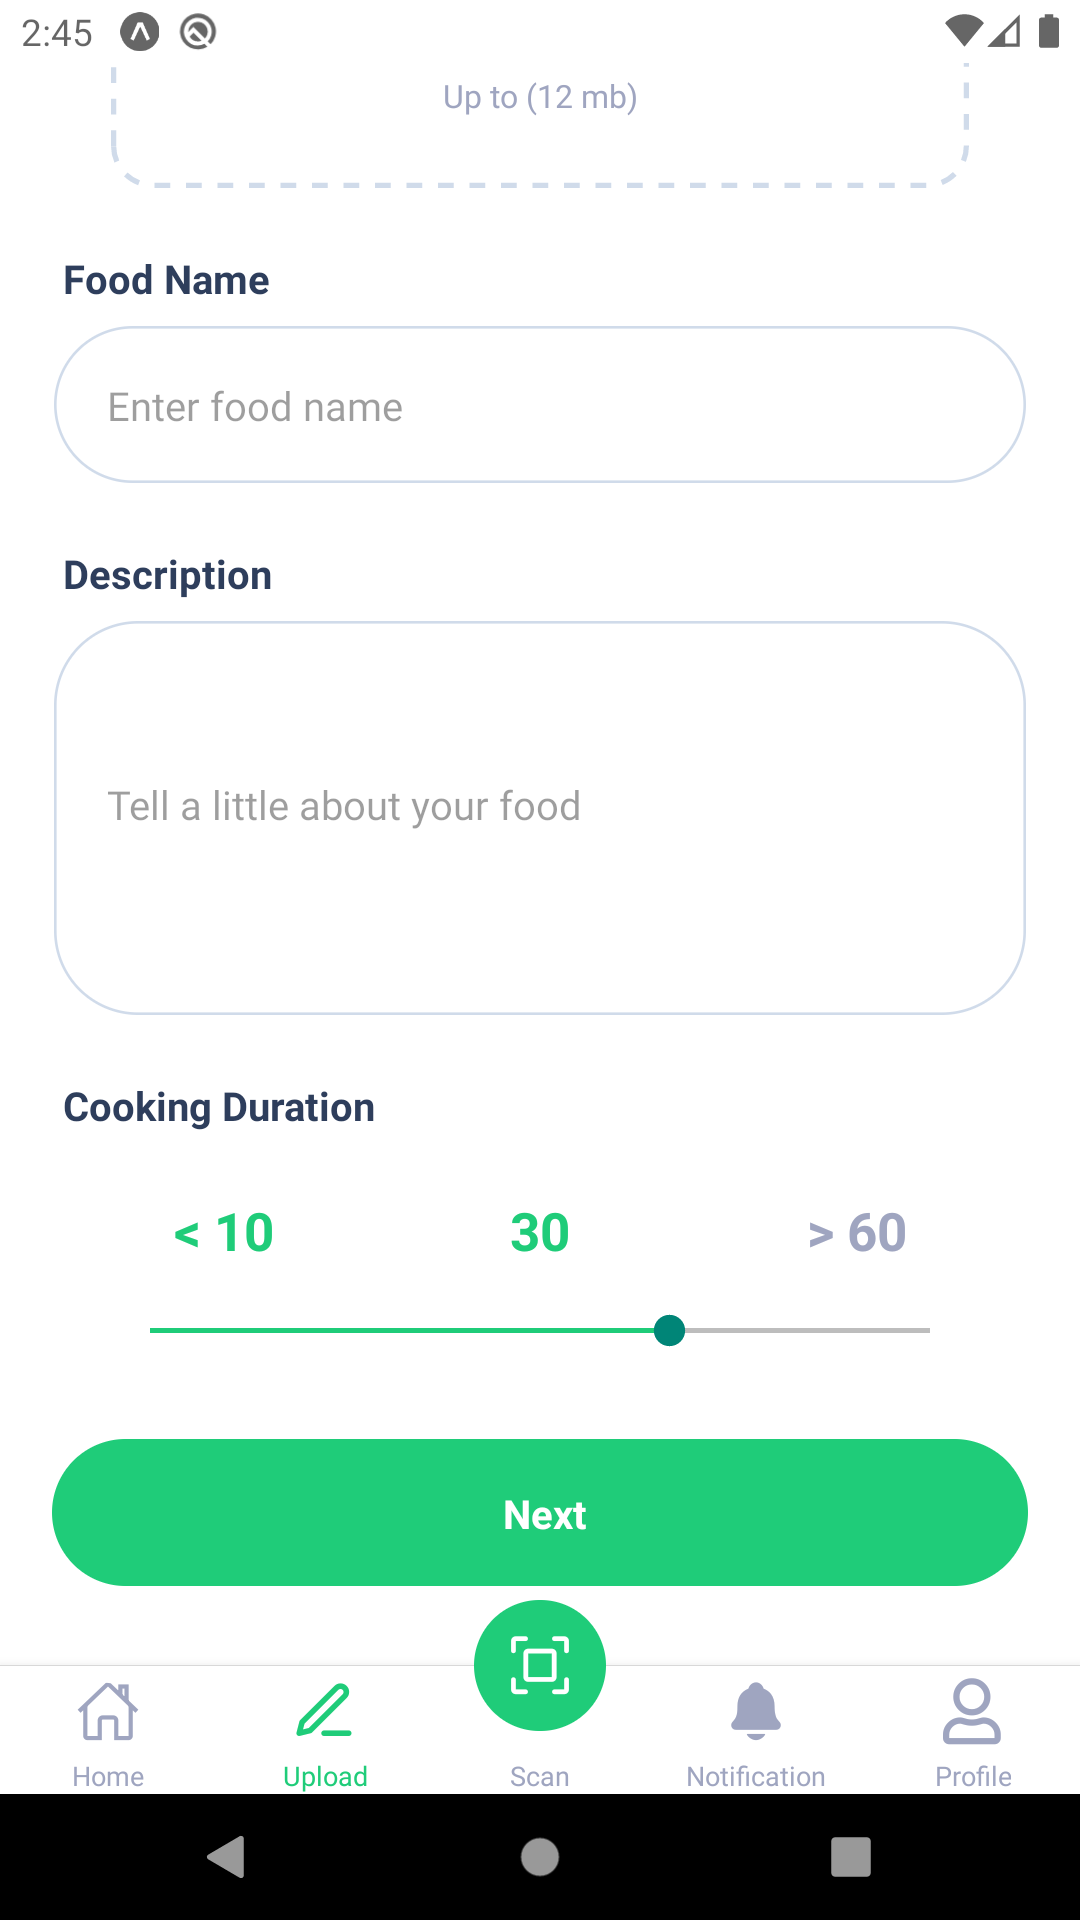 2:45
Up to (12 mb)
Food Name
Enter food name
Description
Tell a little about your food
Cooking Duration
< 10 30 > 60
Next
Home Upload Scan Notification Profile